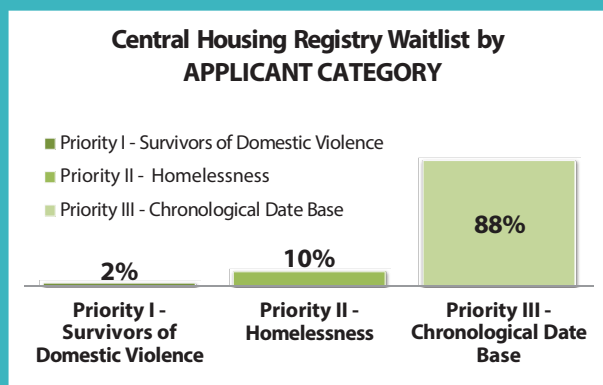 Central Housing Registry Waitlist by
APPLICANT CATEGORY
Priority I - Survivors of Domestic Violence
Priority II - Homelessness
Priority III - Chronological Date Base
2%
10%
88%
Priority I -
Survivors of
Domestic Violence
Priority II -
Homelessness
Priority III -
Chronological Date
Base